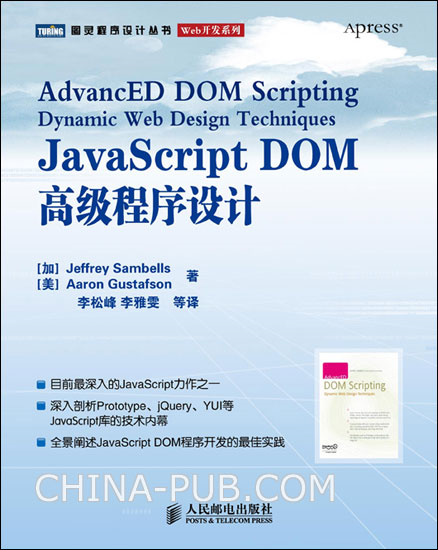 TURING 图灵程序设计丛书 Web开发系列 Apress®
AdvancED DOM Scripting
Dynamic Web Design Techniques
JavaScript DOM
高级程序设计
[加] Jeffrey Sambells
[美] Aaron Gustafson
著
李松峰 李雅雯 等译
目前最深入的JavaScript力作之一
深入剖析Prototype、jQuery、YUI等
JavaScript库的技术内幕
全景阐述JavaScript DOM程序开发的最佳实践
AdvancED
DOM Scripting
Dynamic Web Design Techniques
CHINA-PUB.COM
人民邮电出版社
POSTS & TELECOM PRESS